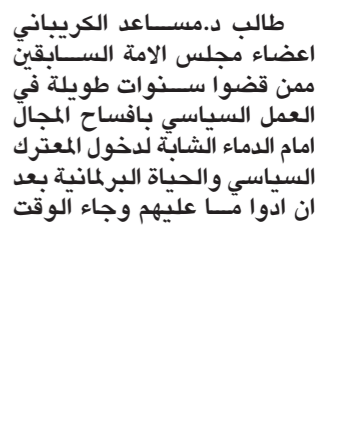 طالب د.مساعد الكريباني
اعضاء مجلس الامة السابقين
ممن قضوا سنوات طويلة في
العمل السياسي بافساح المجال
امام الدماء الشابة لدخول المعترك
السياسي والحياة البرلمانية بعد
ان ادوا ما عليهم وجاء الوقت